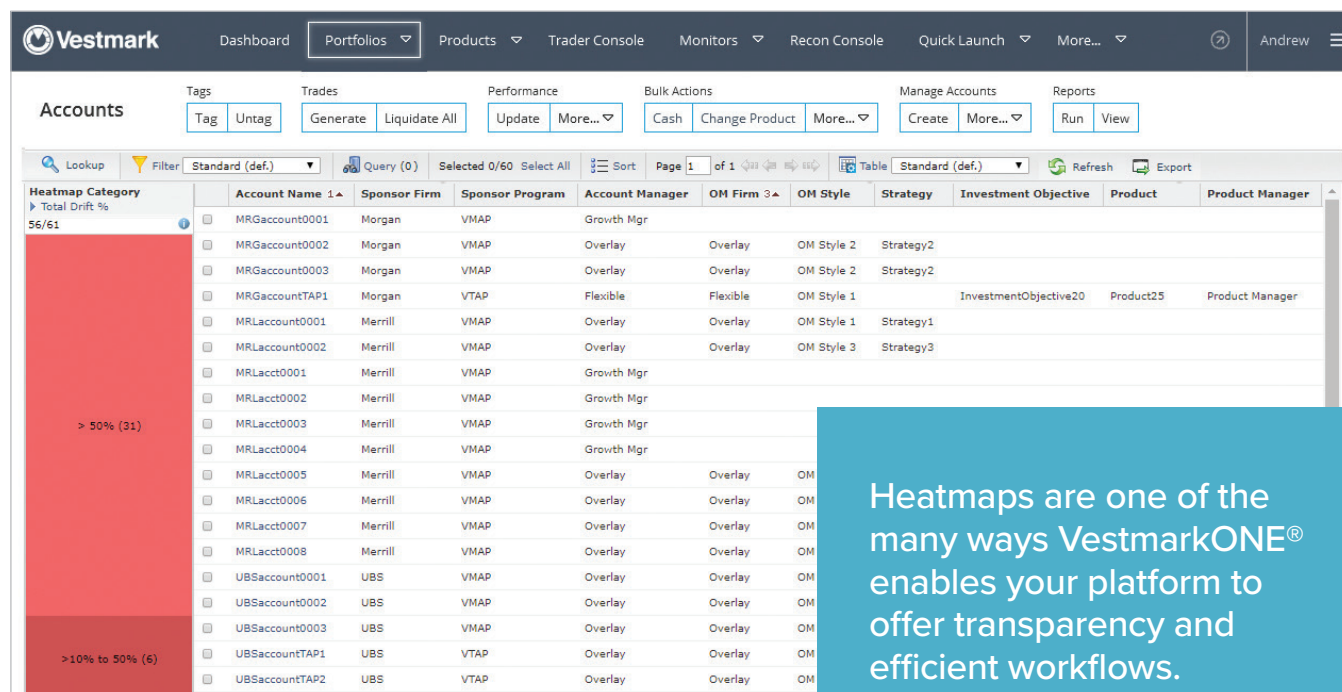 Vestmark Dashboard Portfolios Products Trader Console Monitors Recon Console Quick Launch More... Andrew
Accounts
Tags Trades Performance Bulk Actions Manage Accounts Reports
Tag Untag Generate Liquidate All Update More... Cash Change Product More... Create More... Run View
Lookup Filter Standard (def.) Query (0) Selected 0/60 Select All Sort Page 1 of 1 Table Standard (def.) Refresh Export
Heatmap Category
Total Drift %
56/61
Account Name 1 Sponsor Firm Sponsor Program Account Manager OM Firm 3 OM Style Strategy Investment Objective Product Product Manager
MRGaccount0001 Morgan VMAP Growth Mgr
MRGaccount0002 Morgan VMAP Overlay Overlay OM Style 2 Strategy2
MRGaccount0003 Morgan VMAP Overlay Overlay OM Style 2 Strategy2
MRGaccountTAP1 Morgan VTAP Flexible Flexible OM Style 1 InvestmentObjective20 Product25 Product Manager
MRLaccount0001 Merrill VMAP Overlay Overlay OM Style 1 Strategy1
MRLaccount0002 Merrill VMAP Overlay Overlay OM Style 3 Strategy3
MRLacct0001 Merrill VMAP Growth Mgr
MRLacct0002 Merrill VMAP Growth Mgr
> 50% (31) MRLacct0003 Merrill VMAP Growth Mgr
MRLacct0004 Merrill VMAP Growth Mgr
MRLacct0005 Merrill VMAP Overlay Overlay OM
MRLacct0006 Merrill VMAP Overlay Overlay OM
MRLacct0007 Merrill VMAP Overlay Overlay OM
MRLacct0008 Merrill VMAP Overlay Overlay OM
UBSaccount0001 UBS VMAP Overlay Overlay OM
UBSaccount0002 UBS VMAP Overlay Overlay OM
UBSaccount0003 UBS VMAP Overlay Overlay OM
>10% to 50% (6) UBSaccountTAP1 UBS VTAP Overlay Overlay OM
UBSaccountTAP2 UBS VTAP Overlay Overlay OM
Heatmaps are one of the
many ways VestmarkONE®
enables your platform to
offer transparency and
efficient workflows.